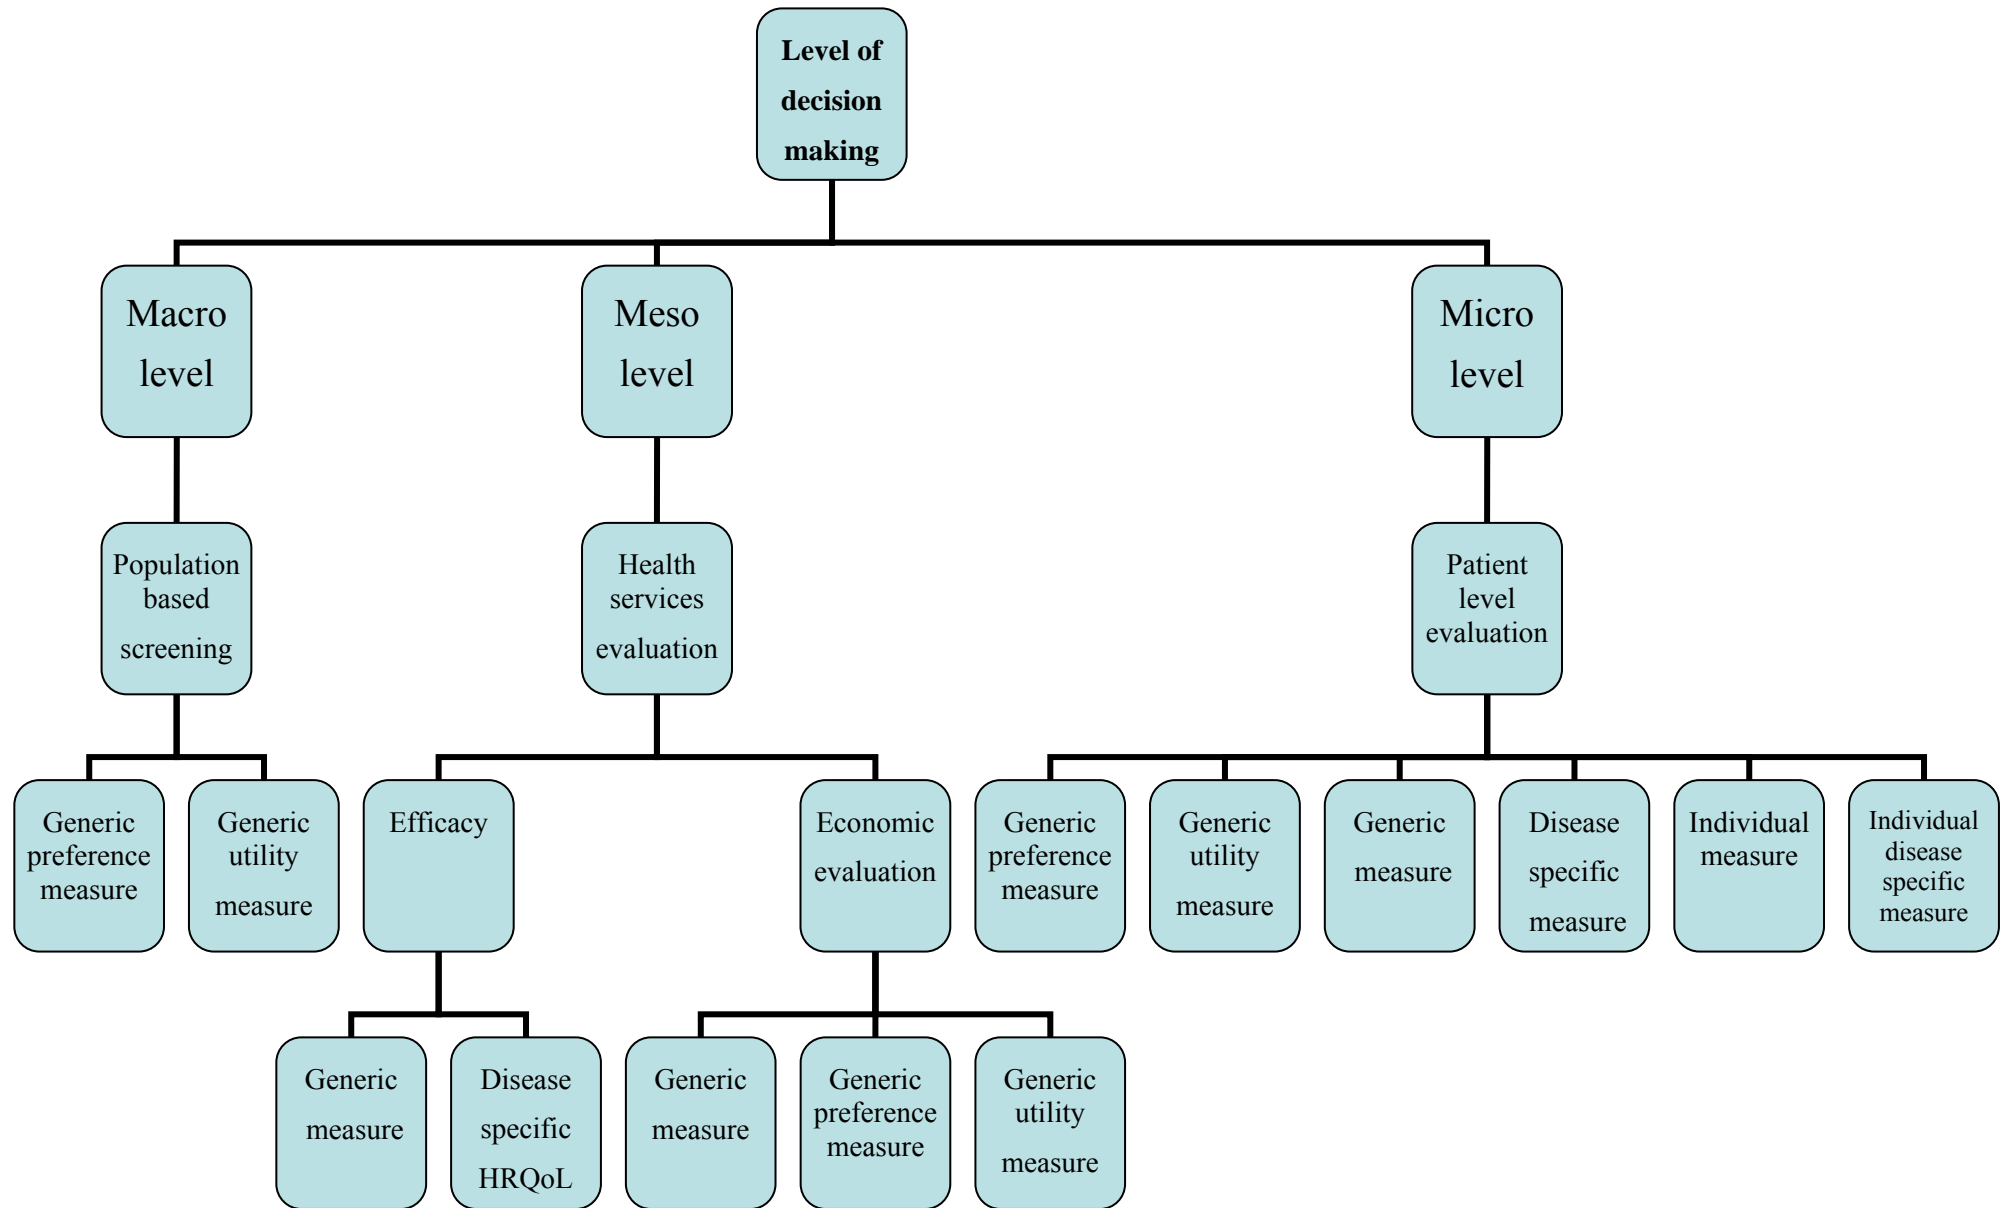 Level of
decision
making
Macro
level
Meso
level
Micro
level
Population
based
screening
Health
services
evaluation
Patient
level
evaluation
Generic
preference
measure
Generic
utility
measure
Efficacy
Economic
evaluation
Generic
preference
measure
Generic
utility
measure
Generic
measure
Disease
specific
measure
Individual
measure
Individual
disease
specific
measure
Generic
measure
Disease
specific
HRQoL
Generic
measure
Generic
preference
measure
Generic
utility
measure